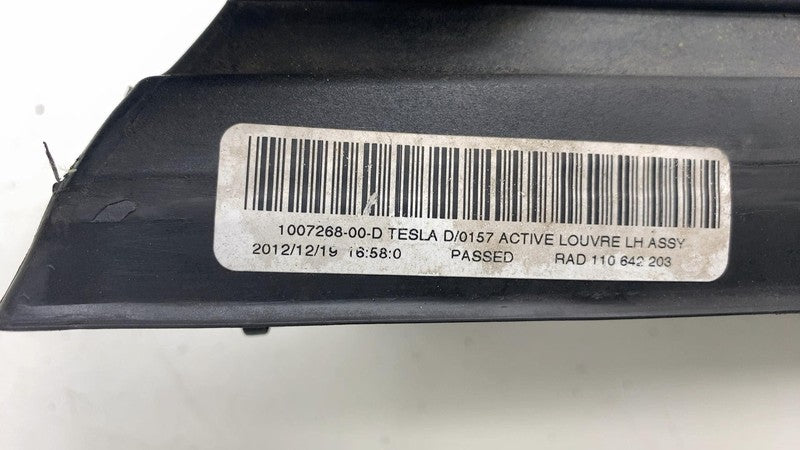 1007268-00-D TESLA D/0157 ACTIVE LOUVRE LH ASSY
2012/12/19 16:58:0 PASSED RAD 110 642 203